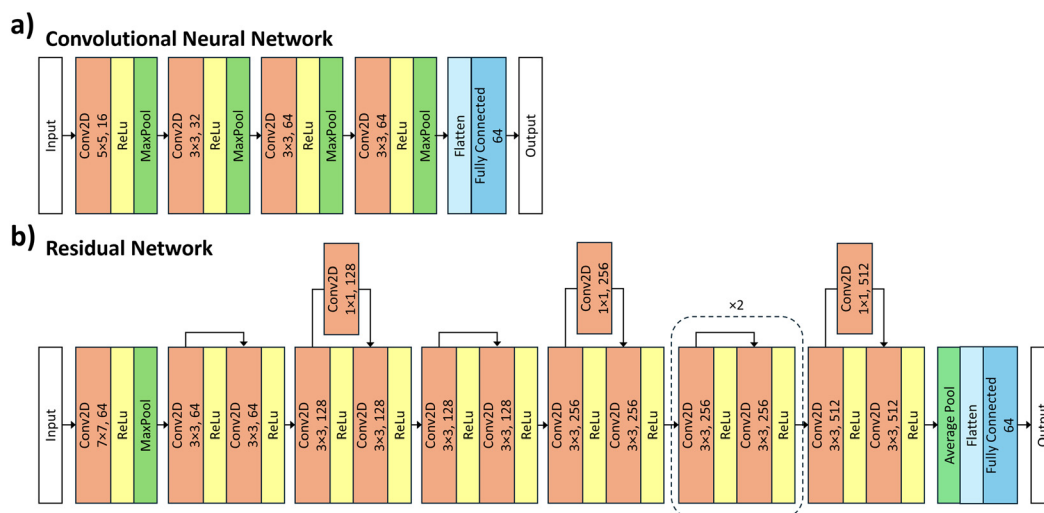 a)
Convolutional Neural Network
Input
Conv2D
5×5, 16
ReLu
MaxPool
Conv2D
3×3, 32
ReLu
MaxPool
Conv2D
3×3, 64
ReLu
MaxPool
Conv2D
3×3, 64
ReLu
MaxPool
Flatten
Fully Connected
64
Output
b)
Residual Network
Conv2D
1×1, 128
Conv2D
1×1, 256
×2
Conv2D
1×1, 512
Input
Conv2D
7×7, 64
ReLu
MaxPool
Conv2D
3×3, 64
ReLu
Conv2D
3×3, 64
ReLu
Conv2D
3×3, 128
ReLu
Conv2D
3×3, 128
ReLu
Conv2D
3×3, 128
ReLu
Conv2D
3×3, 128
ReLu
Conv2D
3×3, 256
ReLu
Conv2D
3×3, 256
ReLu
Conv2D
3×3, 256
ReLu
Conv2D
3×3, 256
ReLu
Conv2D
3×3, 512
ReLu
Conv2D
3×3, 512
ReLu
Average Pool
Flatten
Fully Connected
64
Output